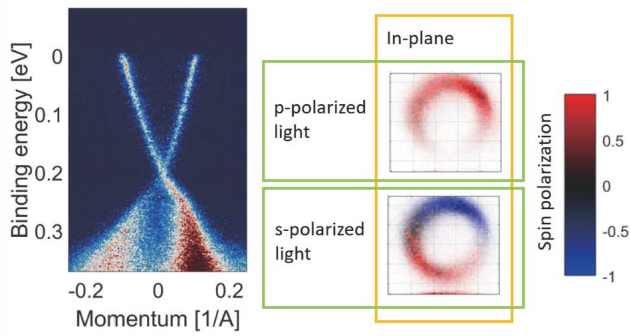 Binding energy [eV]
0
0.1
0.2
0.3
-0.2
0
0.2
Momentum [1/A]
In-plane
p-polarized
light
s-polarized
light
Spin polarization
1
0.5
0
-0.5
-1